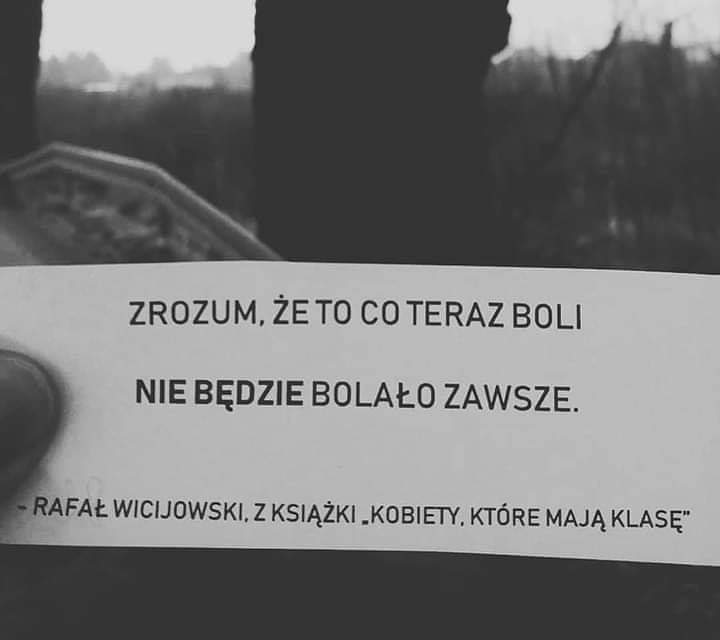 ZROZUM, ŻE TO CO TERAZ BOLI
NIE BĘDZIE BOLAŁO ZAWSZE.
- RAFAŁ WICIJOWSKI, Z KSIĄŻKI „KOBIETY, KTÓRE MAJĄ KLASĘ”